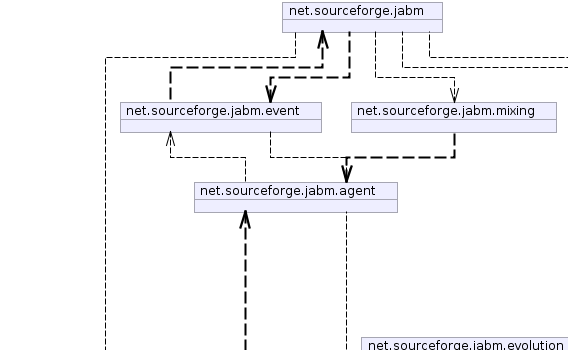 net.sourceforge.jabm
net.sourceforge.jabm.event
net.sourceforge.jabm.mixing
net.sourceforge.jabm.agent
net.sourceforge.jabm.evolution